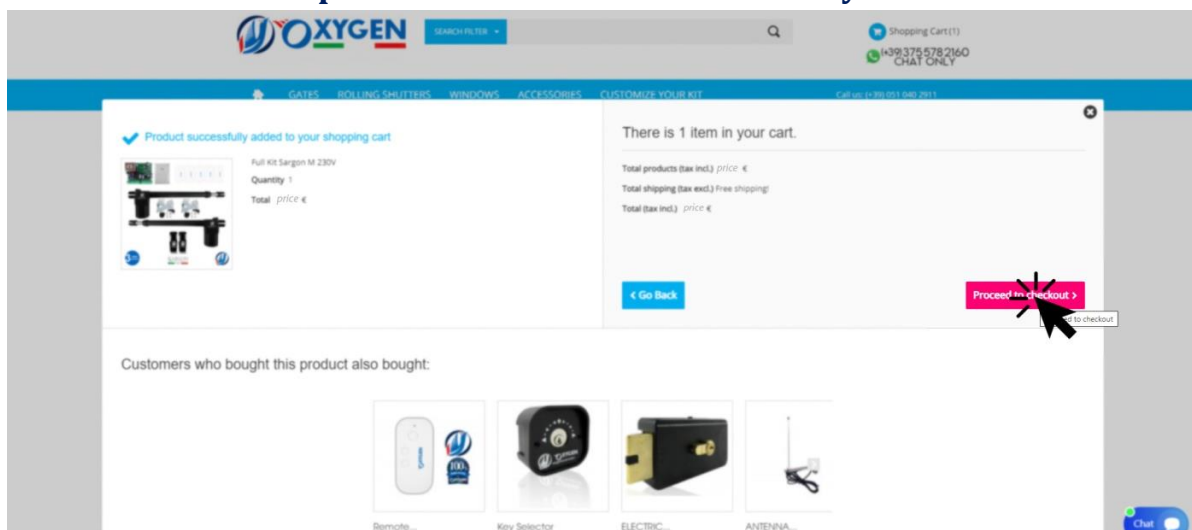 OXYGEN
SEARCH FILTER
Shopping Cart (1)
(+39)3755782160
CHAT ONLY
GATES ROLLING SHUTTERS WINDOWS ACCESSORIES CUSTOMIZE YOUR KIT
Call us: (+39) 051 040 2911
Product successfully added to your shopping cart
Full Kit Sargon M 230V
Quantity 1
Total price €
There is 1 item in your cart.
Total products (tax incl.) price €
Total shipping (tax excl.) Free shipping!
Total (tax incl.) price €
< Go Back
Proceed to checkout >
to checkout
Customers who bought this product also bought:
OXYGEN
100%
Remote...
Key Selector
ELECTRIC...
ANTENNA...
Chat